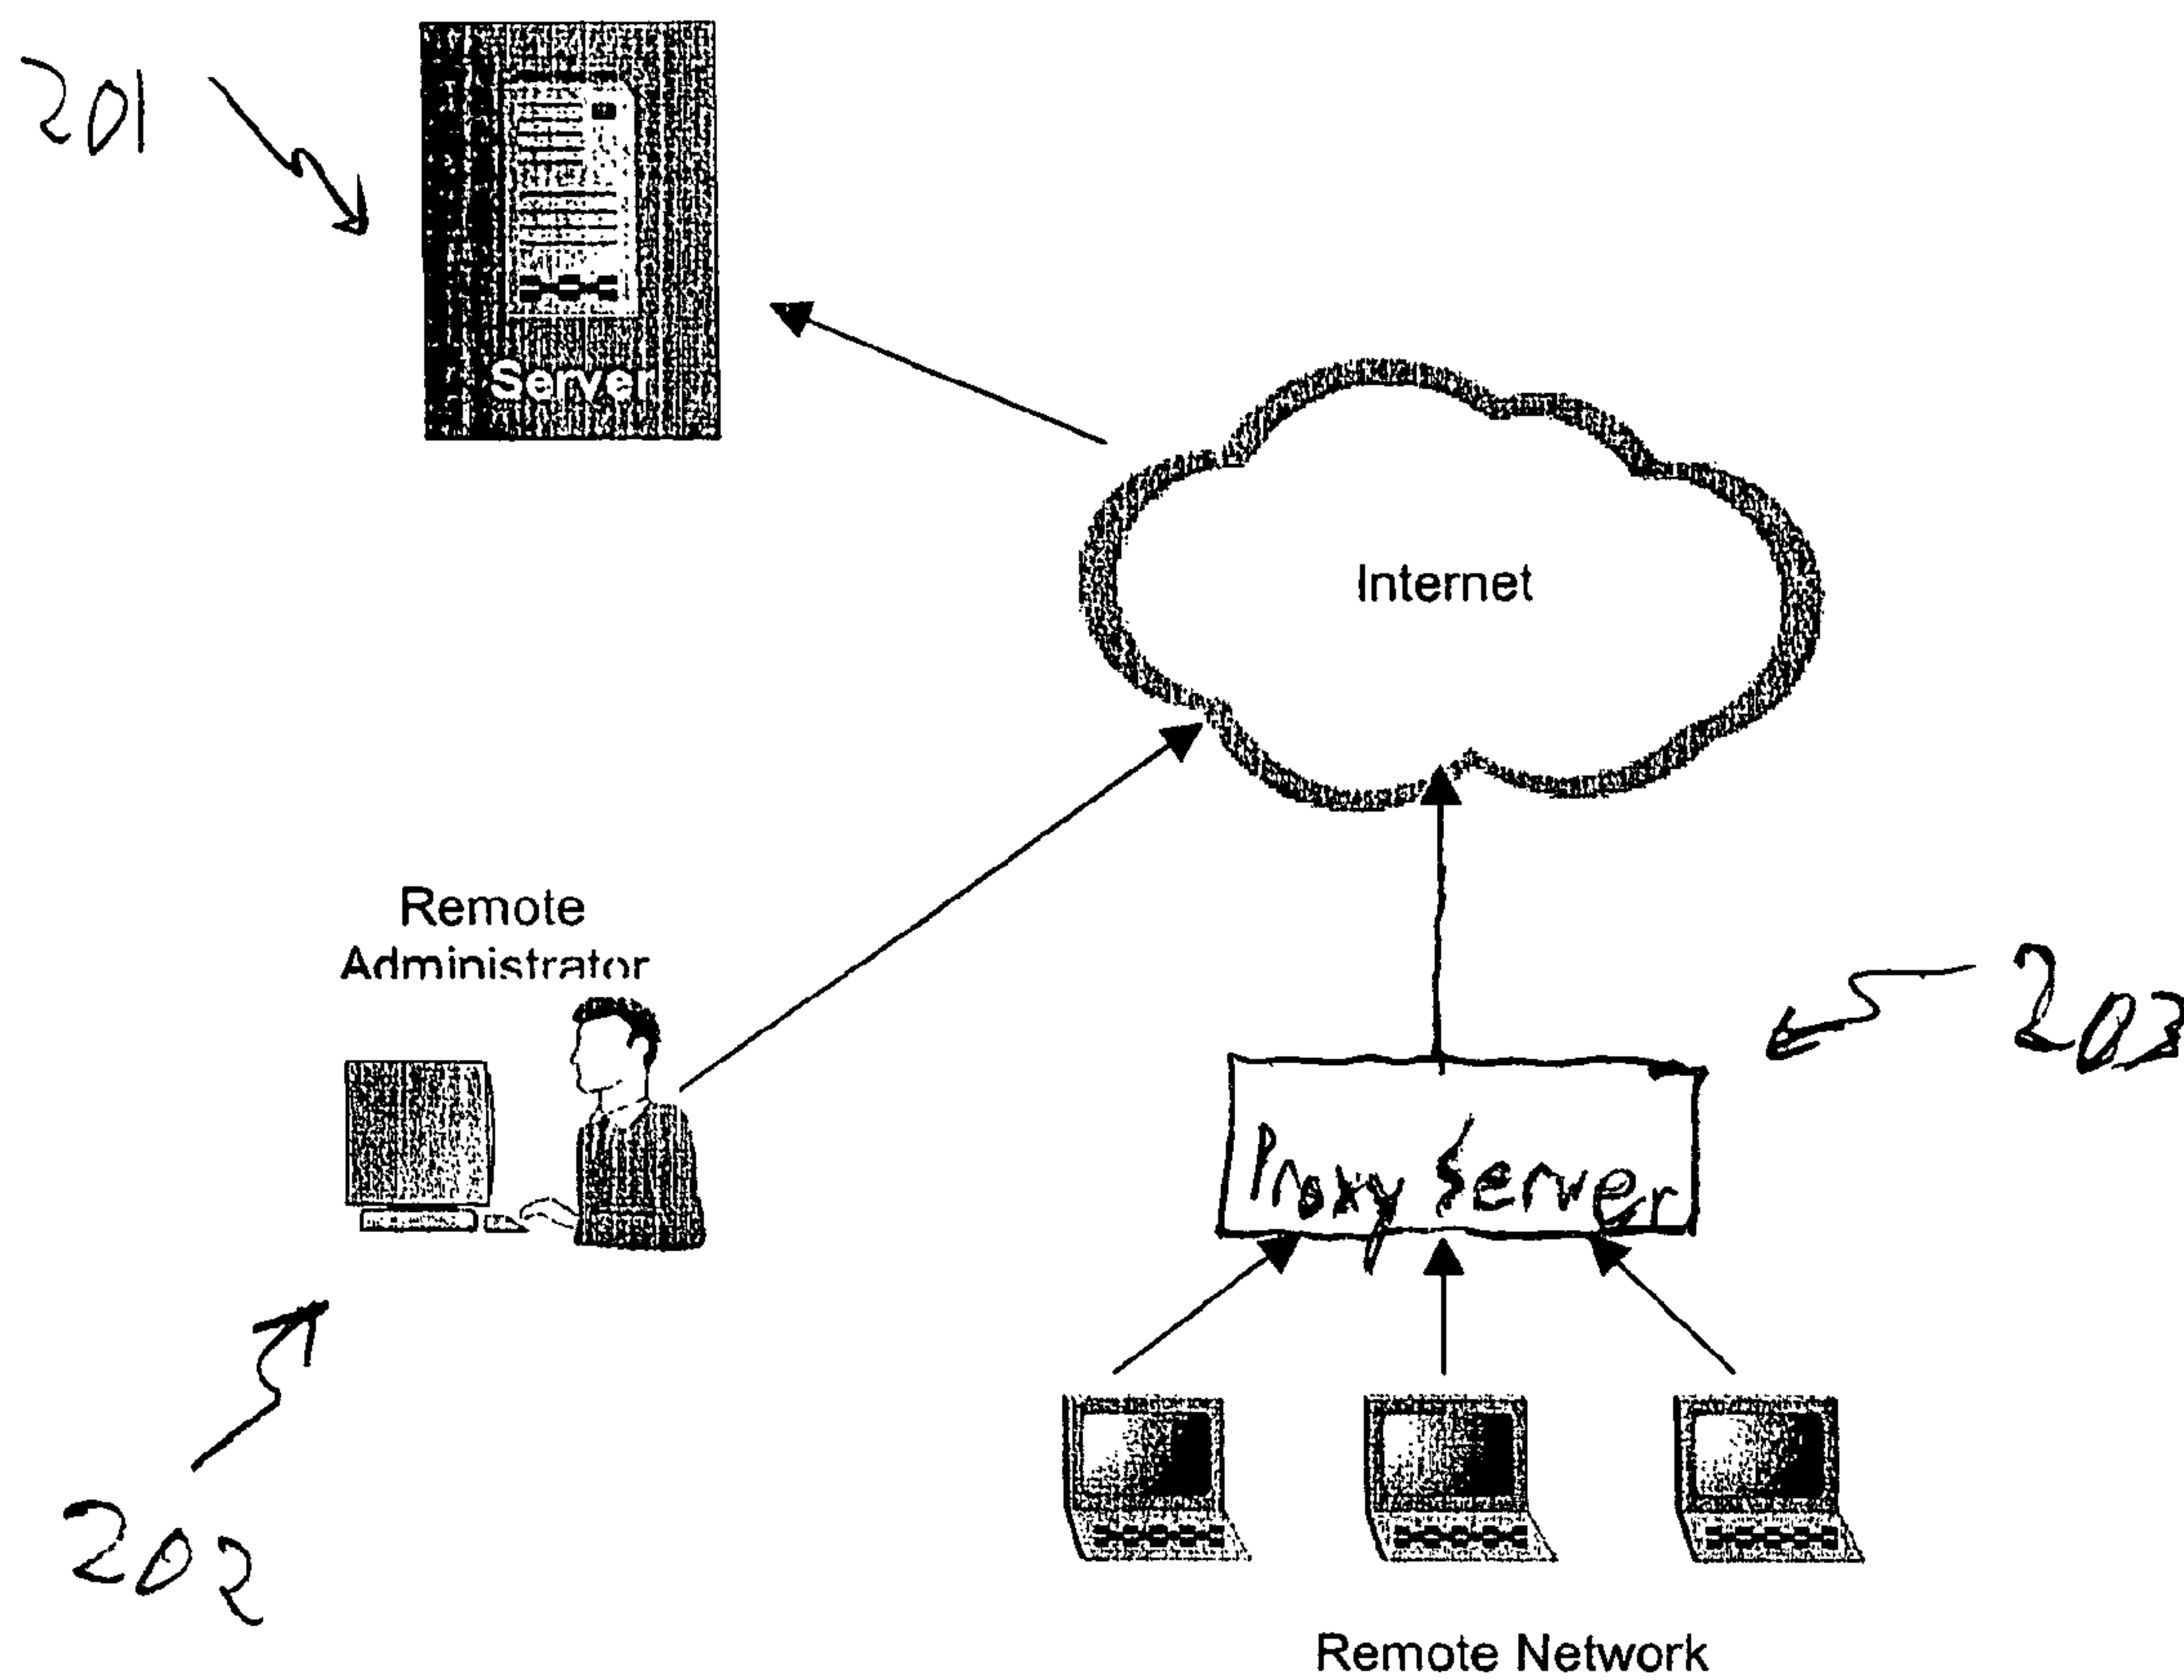 201
Server
Internet
Remote
Administrator
203
Proxy Server
202
Remote Network